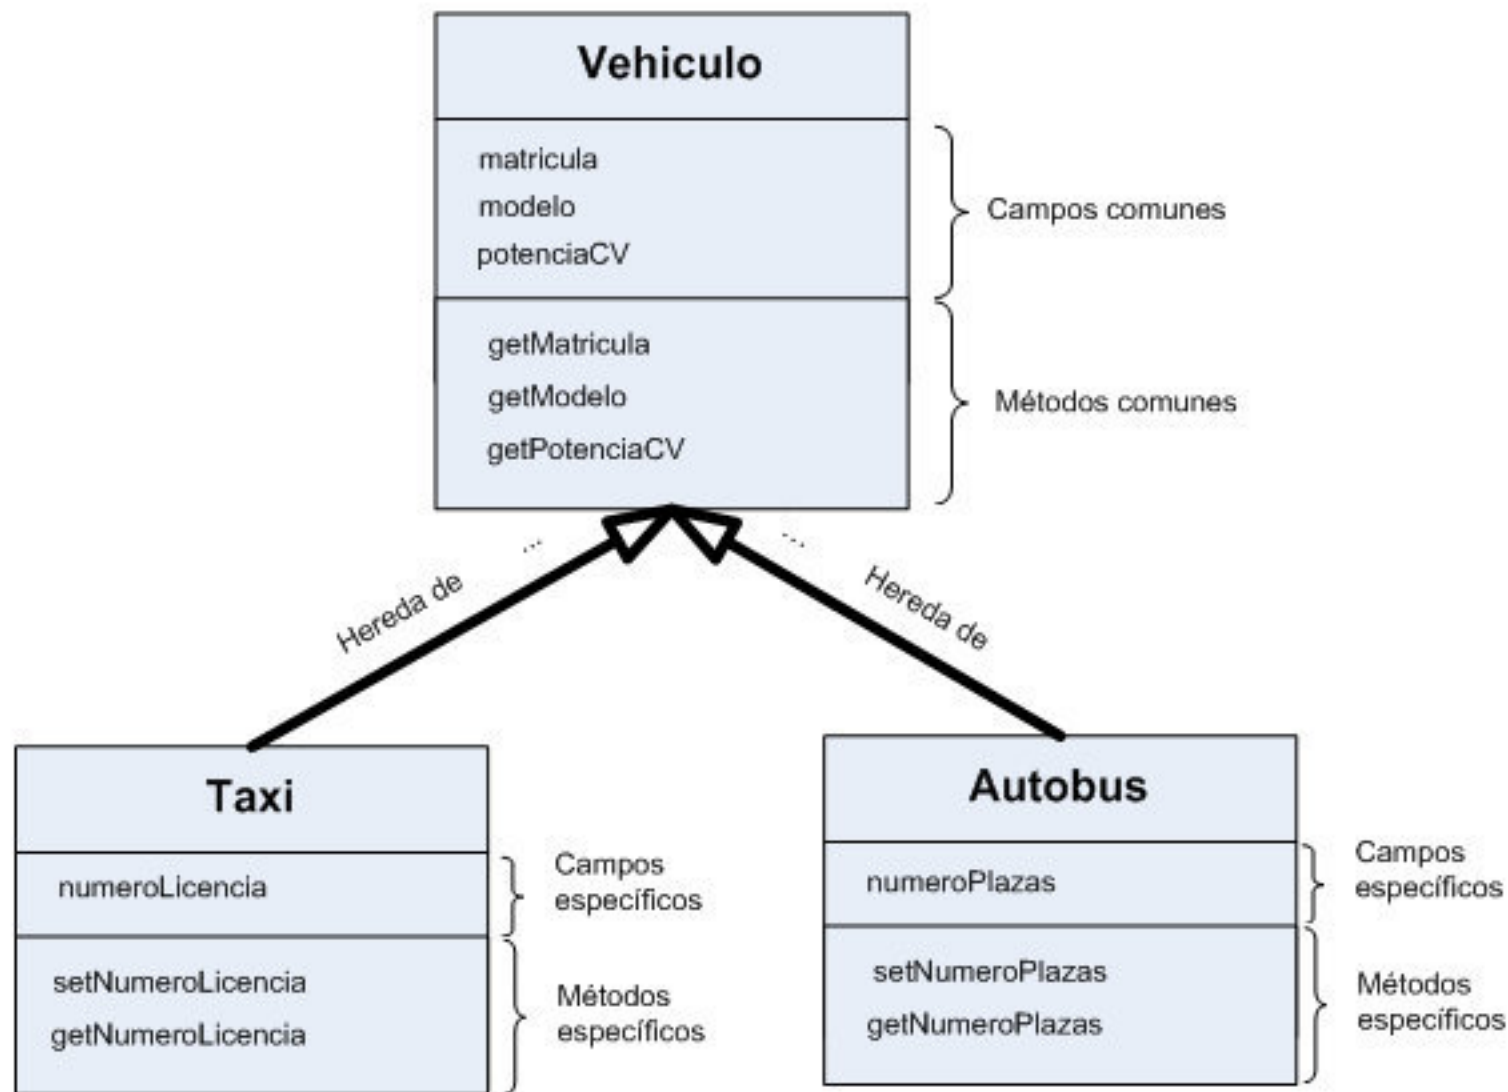 Vehiculo
matricula
modelo
potenciaCV
Campos comunes
getMatricula
getModelo
getPotenciaCV
Métodos comunes
...
Hereda de
...
Hereda de
Taxi
numeroLicencia
Campos
específicos
setNumeroLicencia
getNumeroLicencia
Métodos
específicos
Autobus
numeroPlazas
Campos
específicos
setNumeroPlazas
getNumeroPlazas
Métodos
específicos